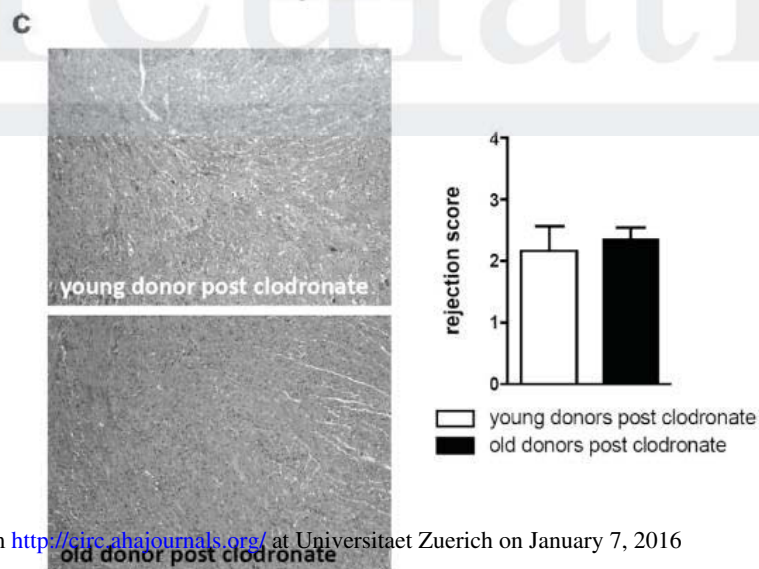 C
young donor post clodronate
4
3
2
1
0
rejection score
young donors post clodronate
old donors post clodronate
http://circ.ahajournals.org/ at Universitaet Zuerich on January 7, 2016
old donor post clodronate